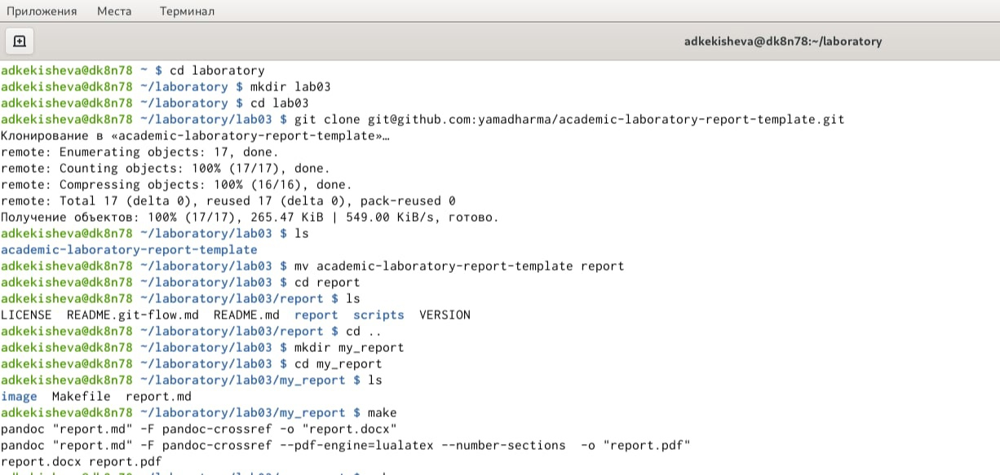 Приложения Места Терминал
adkekisheva@dk8n78:~/laboratory
adkekisheva@dk8n78 ~ $ cd laboratory
adkekisheva@dk8n78 ~/laboratory $ mkdir lab03
adkekisheva@dk8n78 ~/laboratory $ cd lab03
adkekisheva@dk8n78 ~/laboratory/lab03 $ git clone git@github.com:yamadharma/academic-laboratory-report-template.git
Клонирование в «academic-laboratory-report-template»…
remote: Enumerating objects: 17, done.
remote: Counting objects: 100% (17/17), done.
remote: Compressing objects: 100% (16/16), done.
remote: Total 17 (delta 0), reused 17 (delta 0), pack-reused 0
Получение объектов: 100% (17/17), 265.47 KiB | 549.00 KiB/s, готово.
adkekisheva@dk8n78 ~/laboratory/lab03 $ ls
academic-laboratory-report-template
adkekisheva@dk8n78 ~/laboratory/lab03 $ mv academic-laboratory-report-template report
adkekisheva@dk8n78 ~/laboratory/lab03 $ cd report
adkekisheva@dk8n78 ~/laboratory/lab03/report $ ls
LICENSE README.git-flow.md README.md report scripts VERSION
adkekisheva@dk8n78 ~/laboratory/lab03/report $ cd ..
adkekisheva@dk8n78 ~/laboratory/lab03 $ mkdir my_report
adkekisheva@dk8n78 ~/laboratory/lab03 $ cd my_report
adkekisheva@dk8n78 ~/laboratory/lab03/my_report $ ls
image Makefile report.md
adkekisheva@dk8n78 ~/laboratory/lab03/my_report $ make
pandoc "report.md" -F pandoc-crossref -o "report.docx"
pandoc "report.md" -F pandoc-crossref --pdf-engine=lualatex --number-sections -o "report.pdf"
report.docx report.pdf